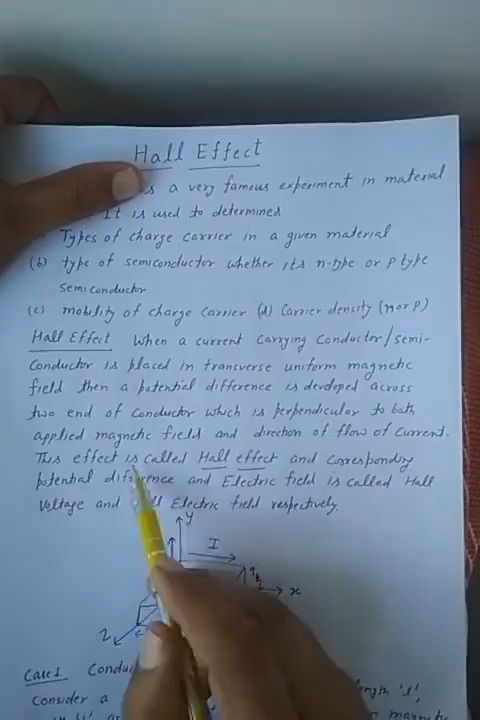 Hall Effect
is a very famous experiment in material
It is used to determined
Types of charge carrier in a given material
(b) type of semiconductor whether its n-type or p type
semiconductor
(c) mobility of charge carrier (d) Carrier density (n or p)
Hall Effect When a current carrying Conductor/semi-
Conductor is placed in transverse uniform magnetic
field then a potential difference is devloped across
two end of conductor which is perpendicular to both
applied magnetic field and direction of flow of Current.
This effect is called Hall effect and corresponding
potential difference and Electric field is called Hall
Voltage and Electric field respectively.
y
I
x
z
Case1 Condu
Consider a length 'l',
magne